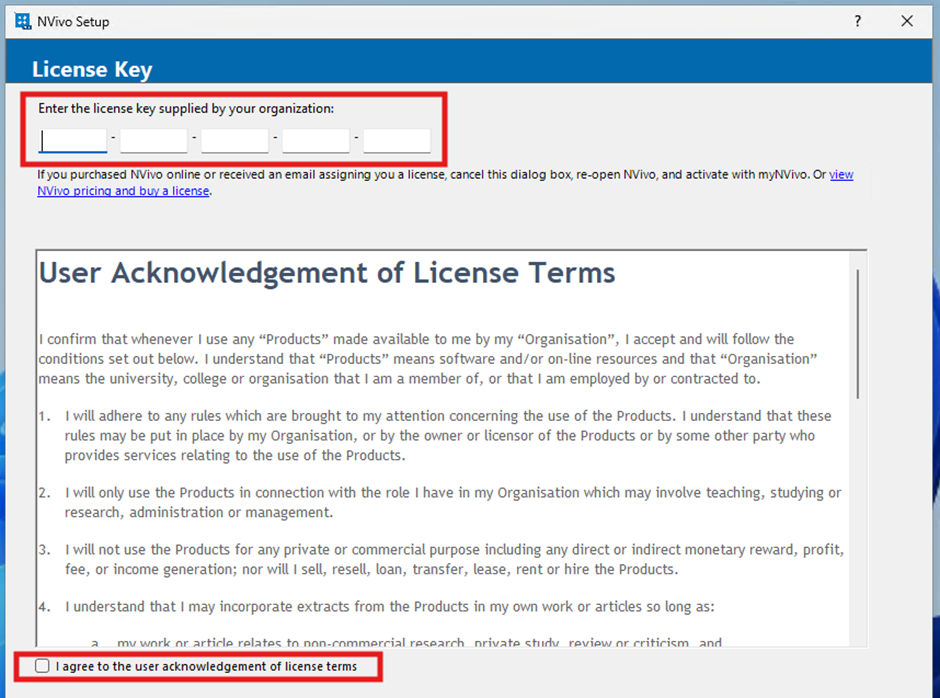 NVivo Setup
?
License Key
Enter the license key supplied by your organization:
- - - -
If you purchased NVivo online or received an email assigning you a license, cancel this dialog box, re-open NVivo, and activate with myNVivo. Or view
NVivo pricing and buy a license.
User Acknowledgement of License Terms
I confirm that whenever I use any “Products” made available to me by my “Organisation”, I accept and will follow the
conditions set out below. I understand that “Products” means software and/or on-line resources and that “Organisation”
means the university, college or organisation that I am a member of, or that I am employed by or contracted to.
1. I will adhere to any rules which are brought to my attention concerning the use of the Products. I understand that these
rules may be put in place by my Organisation, or by the owner or licensor of the Products or by some other party who
provides services relating to the use of the Products.
2. I will only use the Products in connection with the role I have in my Organisation which may involve teaching, studying or
research, administration or management.
3. I will not use the Products for any private or commercial purpose including any direct or indirect monetary reward, profit,
fee, or income generation; nor will I sell, resell, loan, transfer, lease, rent or hire the Products.
4. I understand that I may incorporate extracts from the Products in my own work or articles so long as:
a. my work or article relates to non-commercial research, private study, review or criticism, and
I agree to the user acknowledgement of license terms